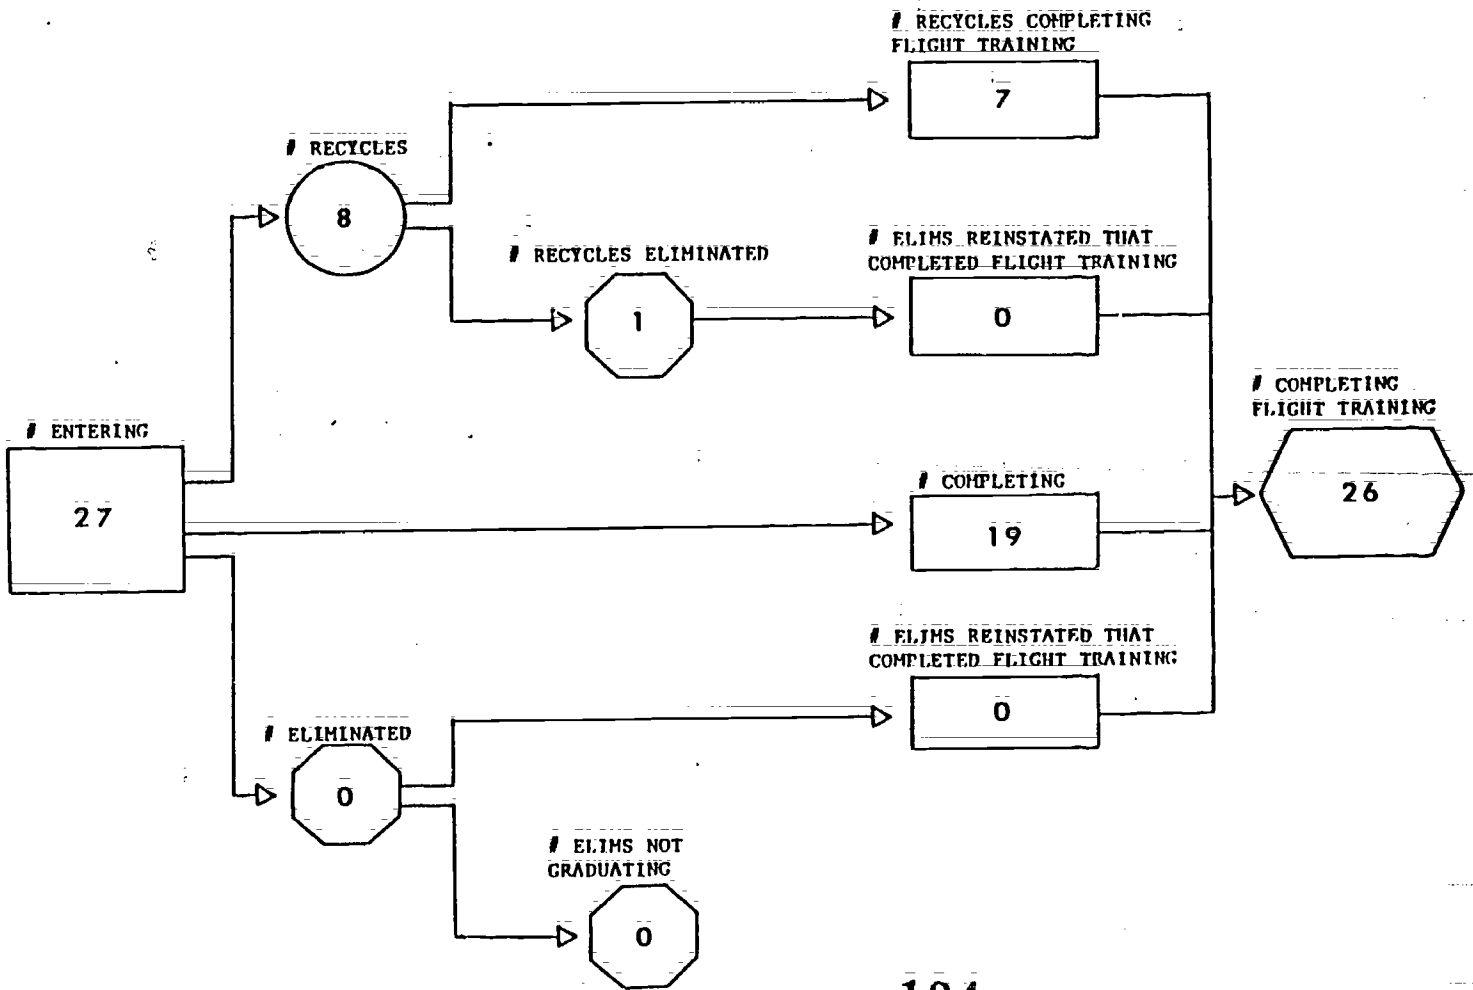 # RECYCLES COMPLETING
FLIGHT TRAINING
7
# RECYCLES
8
# RECYCLES ELIMINATED
1
# ELIMS REINSTATED THAT
COMPLETED FLIGHT TRAINING
0
# COMPLETING
FLIGHT TRAINING
26
# ENTERING
27
# COMPLETING
19
# ELIMS REINSTATED THAT
COMPLETED FLIGHT TRAINING
0
# ELIMINATED
0
# ELIMS NOT
GRADUATING
0